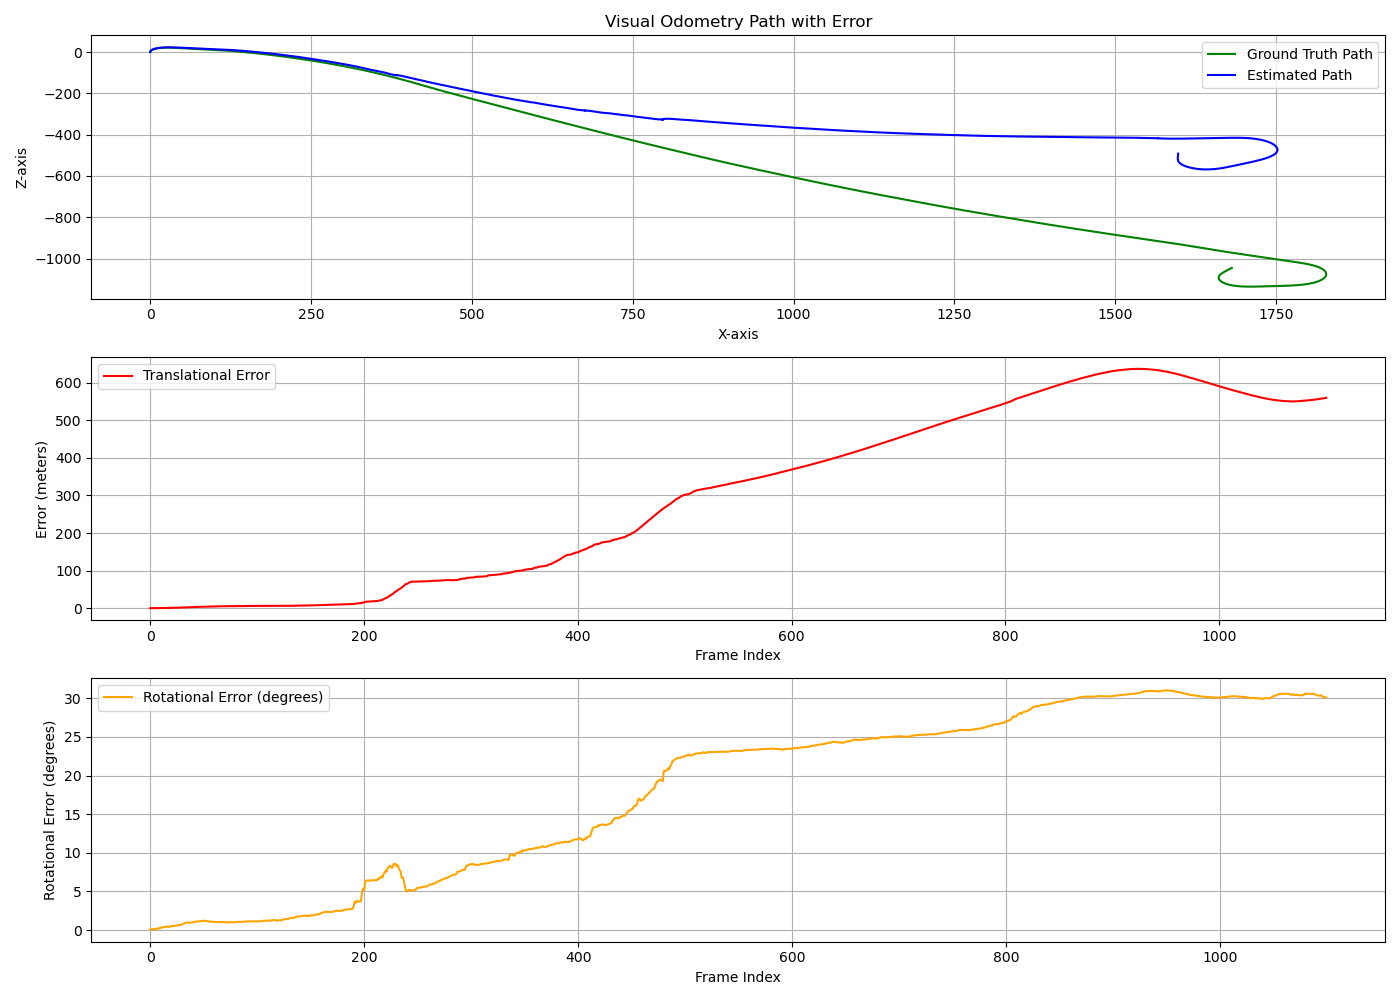 Visual Odometry Path with Error
Z-axis
0
−200
−400
−600
−800
−1000
Ground Truth Path
Estimated Path
0 250 500 750 1000 1250 1500 1750
X-axis
Error (meters)
600
500
400
300
200
100
0
Translational Error
0 200 400 600 800 1000
Frame Index
Rotational Error (degrees)
30
25
20
15
10
5
0
Rotational Error (degrees)
0 200 400 600 800 1000
Frame Index